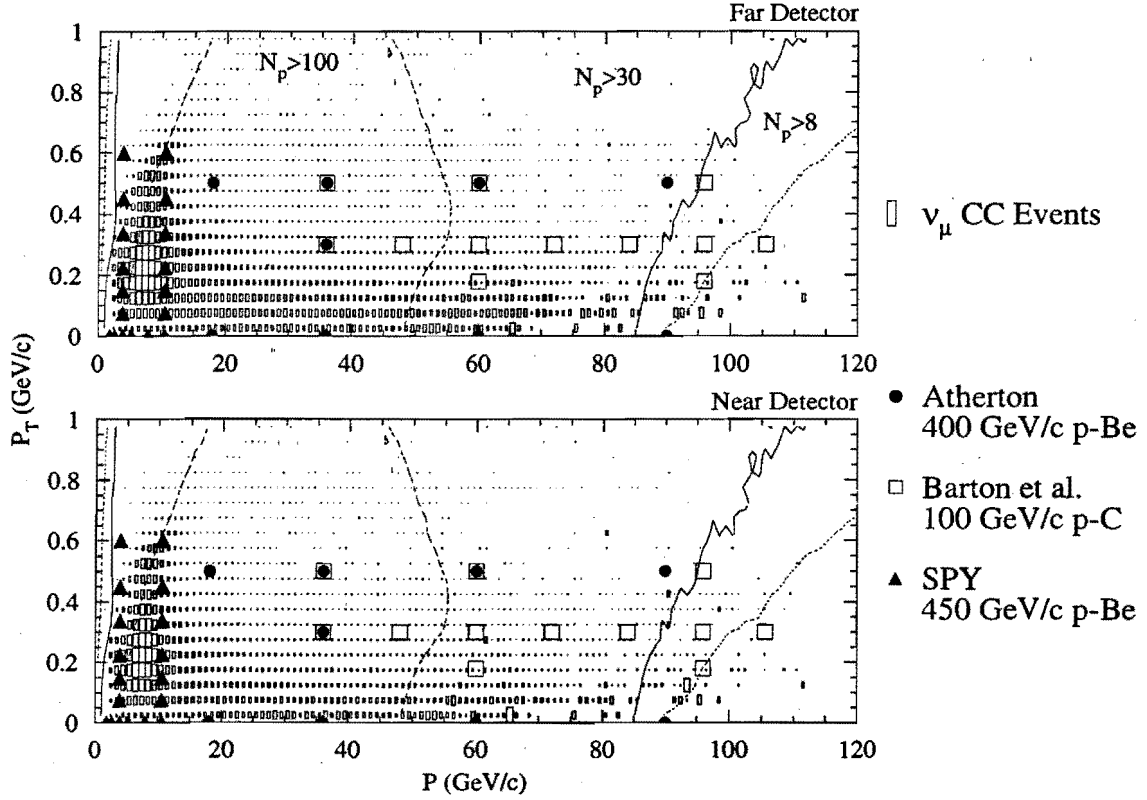 Far Detector
1
0.8
0.6
0.4
0.2
0
N_p>100
N_p>30
N_p>8
0 20 40 60 80 100 120
ν_μ CC Events
P_T (GeV/c)
Near Detector
1
0.8
0.6
0.4
0.2
0
0 20 40 60 80 100 120
P (GeV/c)
Atherton
400 GeV/c p-Be
Barton et al.
100 GeV/c p-C
SPY
450 GeV/c p-Be